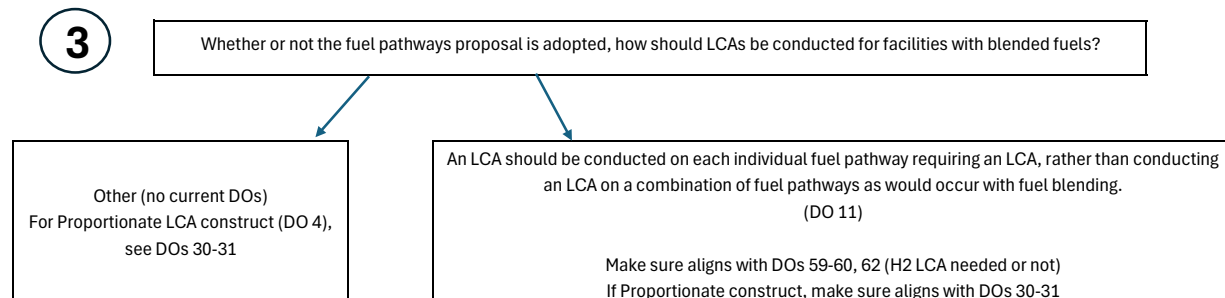 3
Whether or not the fuel pathways proposal is adopted, how should LCAs be conducted for facilities with blended fuels?
Other (no current DOs)
For Proportionate LCA construct (DO 4),
see DOs 30-31
An LCA should be conducted on each individual fuel pathway requiring an LCA, rather than conducting
an LCA on a combination of fuel pathways as would occur with fuel blending.
(DO 11)
Make sure aligns with DOs 59-60, 62 (H2 LCA needed or not)
If Proportionate construct, make sure aligns with DOs 30-31